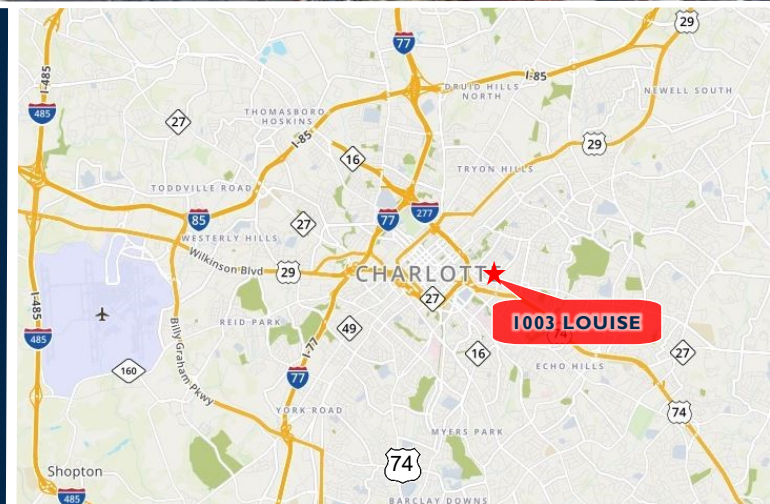 77
29
I-485
I-85
DRUID HILLS
NORTH
NEWELL SOUTH
485
THOMASBORO
HOSKINS
27
I-85
29
16
TRYON HILLS
TODDVILLE ROAD
85
77
277
27
WESTERLY HILLS
Wilkinson Blvd
29
CHARLOTTE
27
I-485
1003 LOUISE
REID PARK
49
74
485
Billy Graham Pkwy
I-77
16
27
160
ECHO HILLS
77
YORK ROAD
74
MYERS PARK
74
Shopton
485
BARCLAY DOWNS